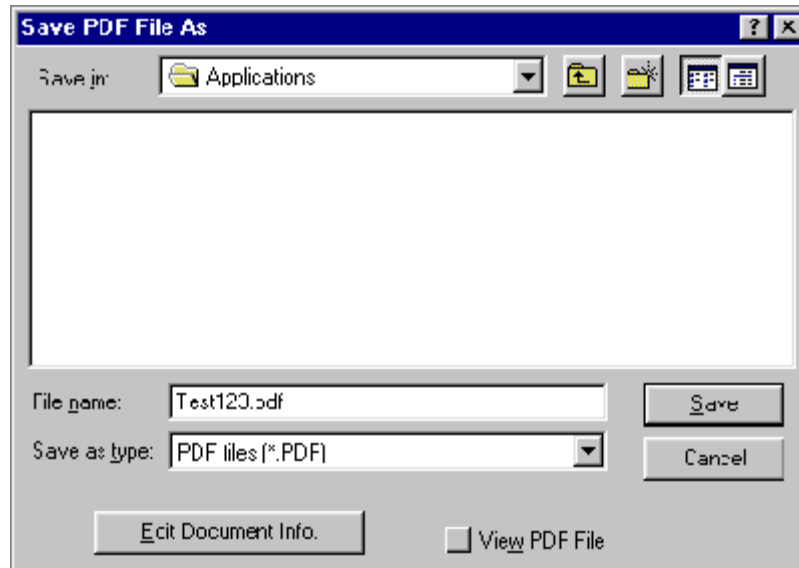 Save PDF File As
Save in: Applications
File name: Test123.pdf
Save as type: PDF files (*.PDF)
Save
Cancel
Edit Document Info.
View PDF File